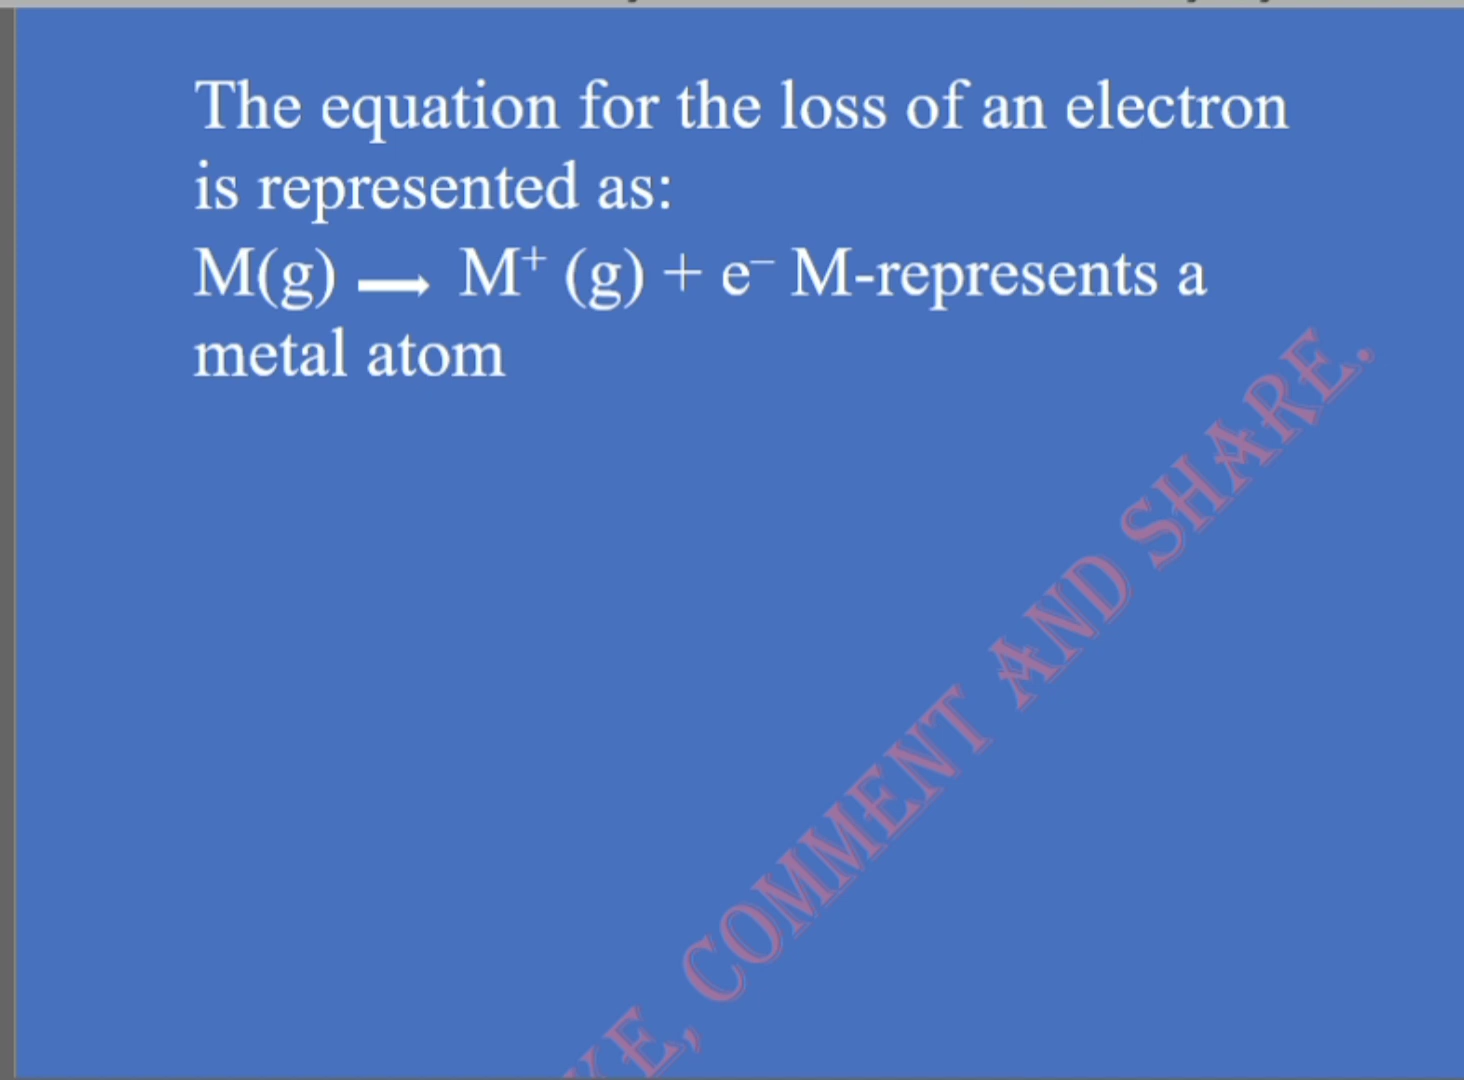 The equation for the loss of an electron
is represented as:
M(g) → M⁺ (g) + e⁻ M-represents a
metal atom
COMMENT AND SHARE.